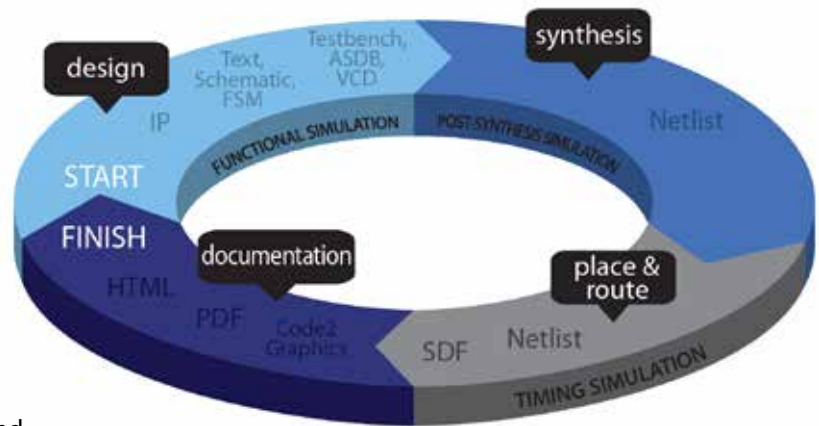 design
START
IP
Text,
Schematic,
FSM
Testbench,
ASDB,
VCD
FUNCTIONAL SIMULATION
synthesis
POST-SYNTHESIS SIMULATION
Netlist
place &
route
Netlist
SDF
TIMING SIMULATION
documentation
Code2
Graphics
PDF
HTML
FINISH